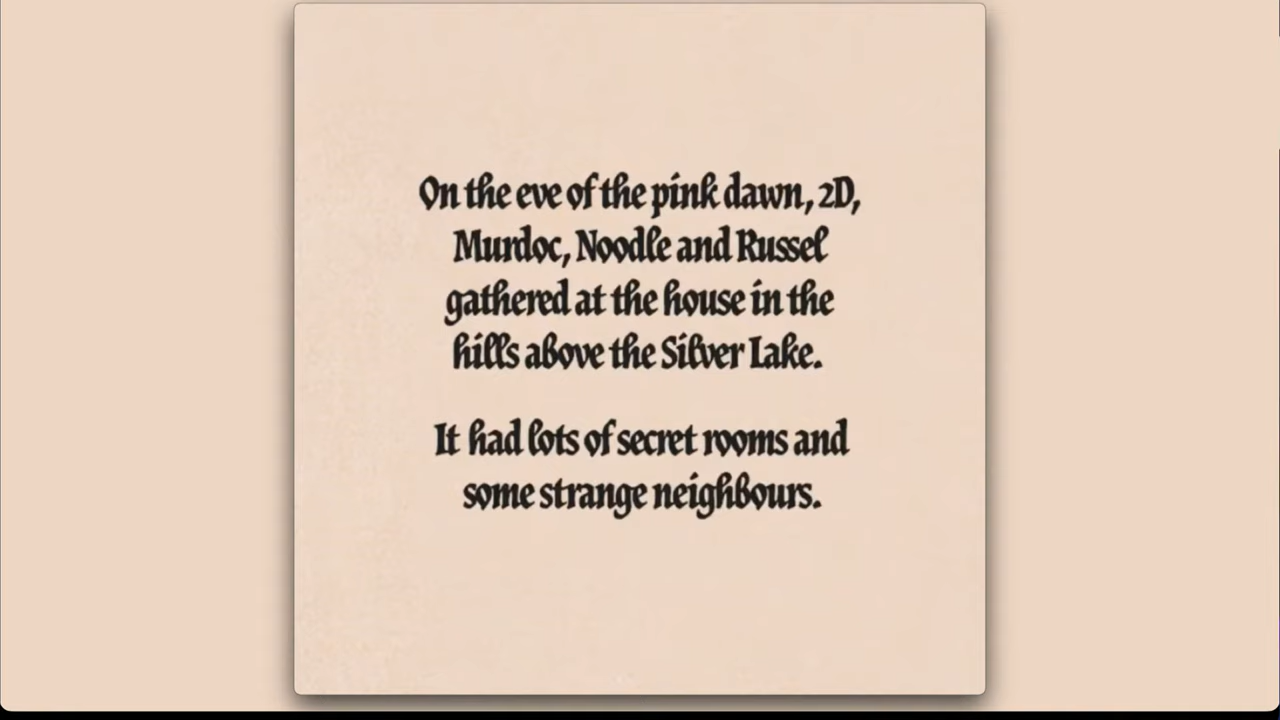 On the eve of the pink dawn, 2D,
Murdoc, Noodle and Russel
gathered at the house in the
hills above the Silver Lake.
It had lots of secret rooms and
some strange neighbours.